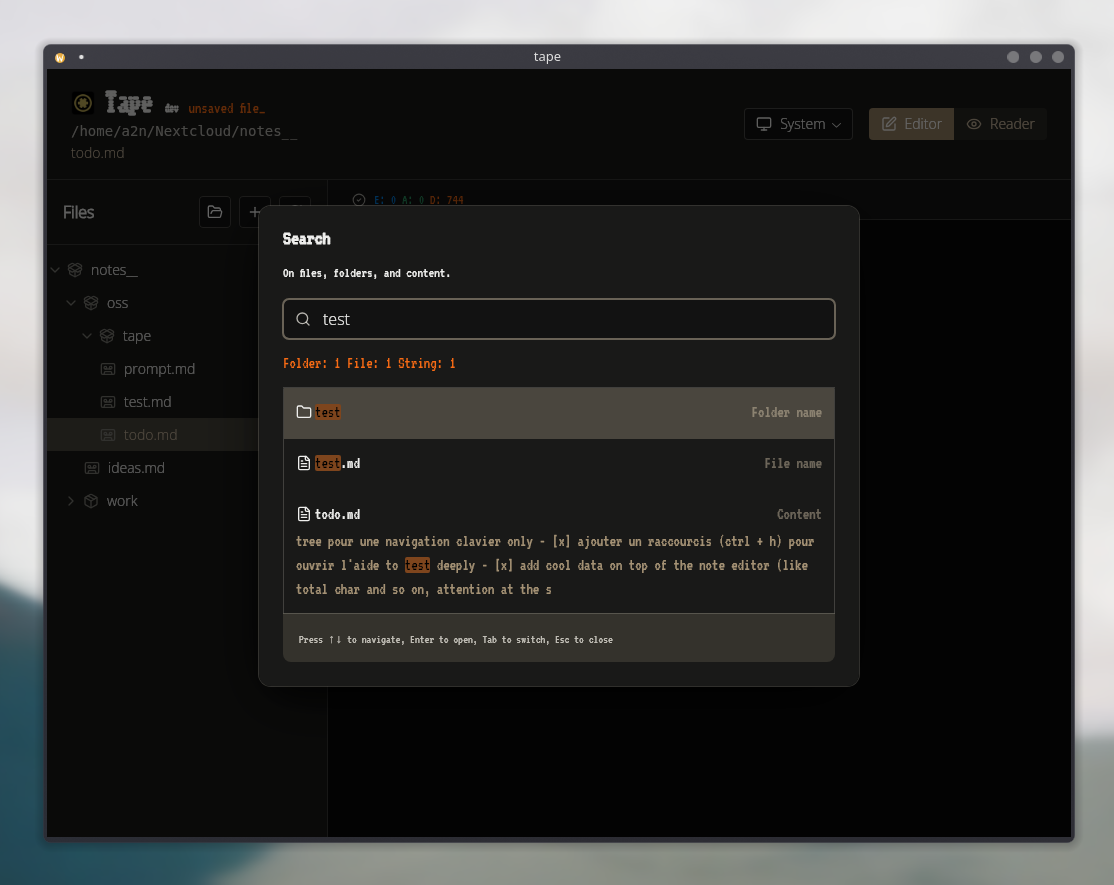 tape
Tape dev unsaved file_
/home/a2n/Nextcloud/notes__
todo.md
System
Editor
Reader
Files
E: 0 A: 0 D: 744
notes__
oss
tape
prompt.md
test.md
todo.md
ideas.md
work
Search
On files, folders, and content.
test
Folder: 1 File: 1 String: 1
test Folder name
test.md File name
todo.md Content
tree pour une navigation clavier only - [x] ajouter un raccourcis (ctrl + h) pour
ouvrir l'aide to test deeply - [x] add cool data on top of the note editor (like
total char and so on, attention at the s
Press ↑↓ to navigate, Enter to open, Tab to switch, Esc to close